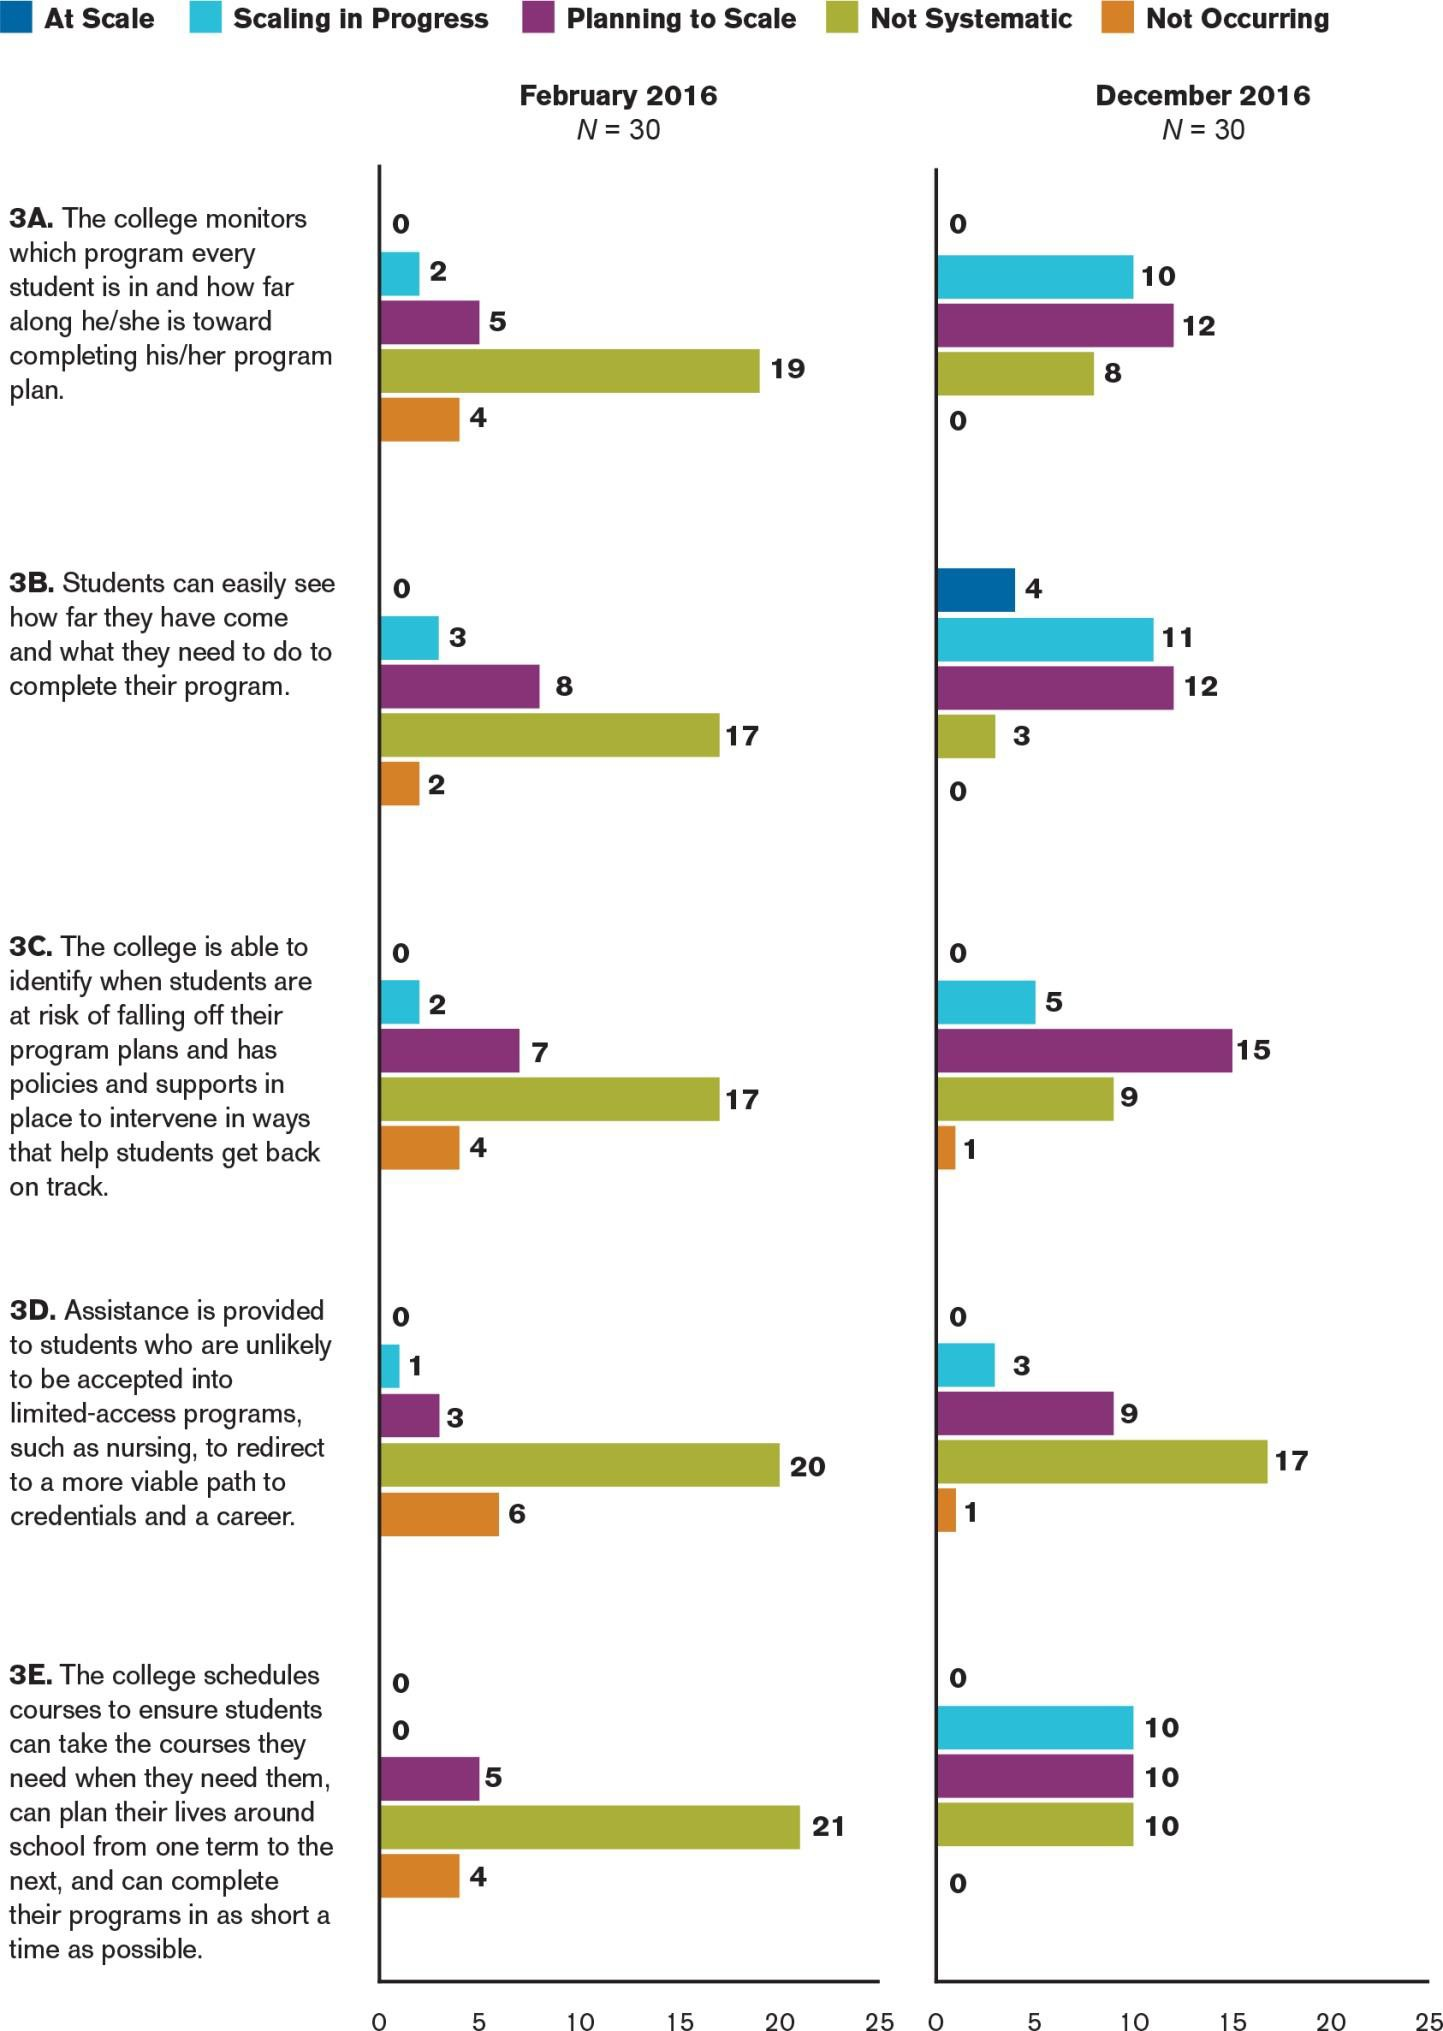 At Scale Scaling in Progress Planning to Scale Not Systematic Not Occurring
February 2016
N = 30
December 2016
N = 30
3A. The college monitors
which program every
student is in and how far
along he/she is toward
completing his/her program
plan.
0
2
5
19
4
0
10
12
8
0
3B. Students can easily see
how far they have come
and what they need to do to
complete their program.
0
3
8
17
2
4
11
12
3
0
3C. The college is able to
identify when students are
at risk of falling off their
program plans and has
policies and supports in
place to intervene in ways
that help students get back
on track.
0
2
7
17
4
0
5
15
9
1
3D. Assistance is provided
to students who are unlikely
to be accepted into
limited-access programs,
such as nursing, to redirect
to a more viable path to
credentials and a career.
0
1
3
20
6
0
3
9
17
1
3E. The college schedules
courses to ensure students
can take the courses they
need when they need them,
can plan their lives around
school from one term to the
next, and can complete
their programs in as short a
time as possible.
0
0
5
21
4
0
10
10
10
0
0 5 10 15 20 25
0 5 10 15 20 25